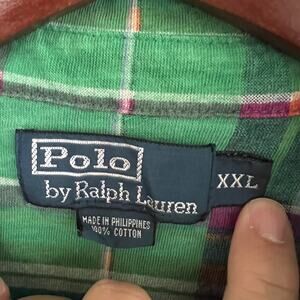 Polo
by Ralph Lauren
XXL
MADE IN PHILIPPINES
100% COTTON